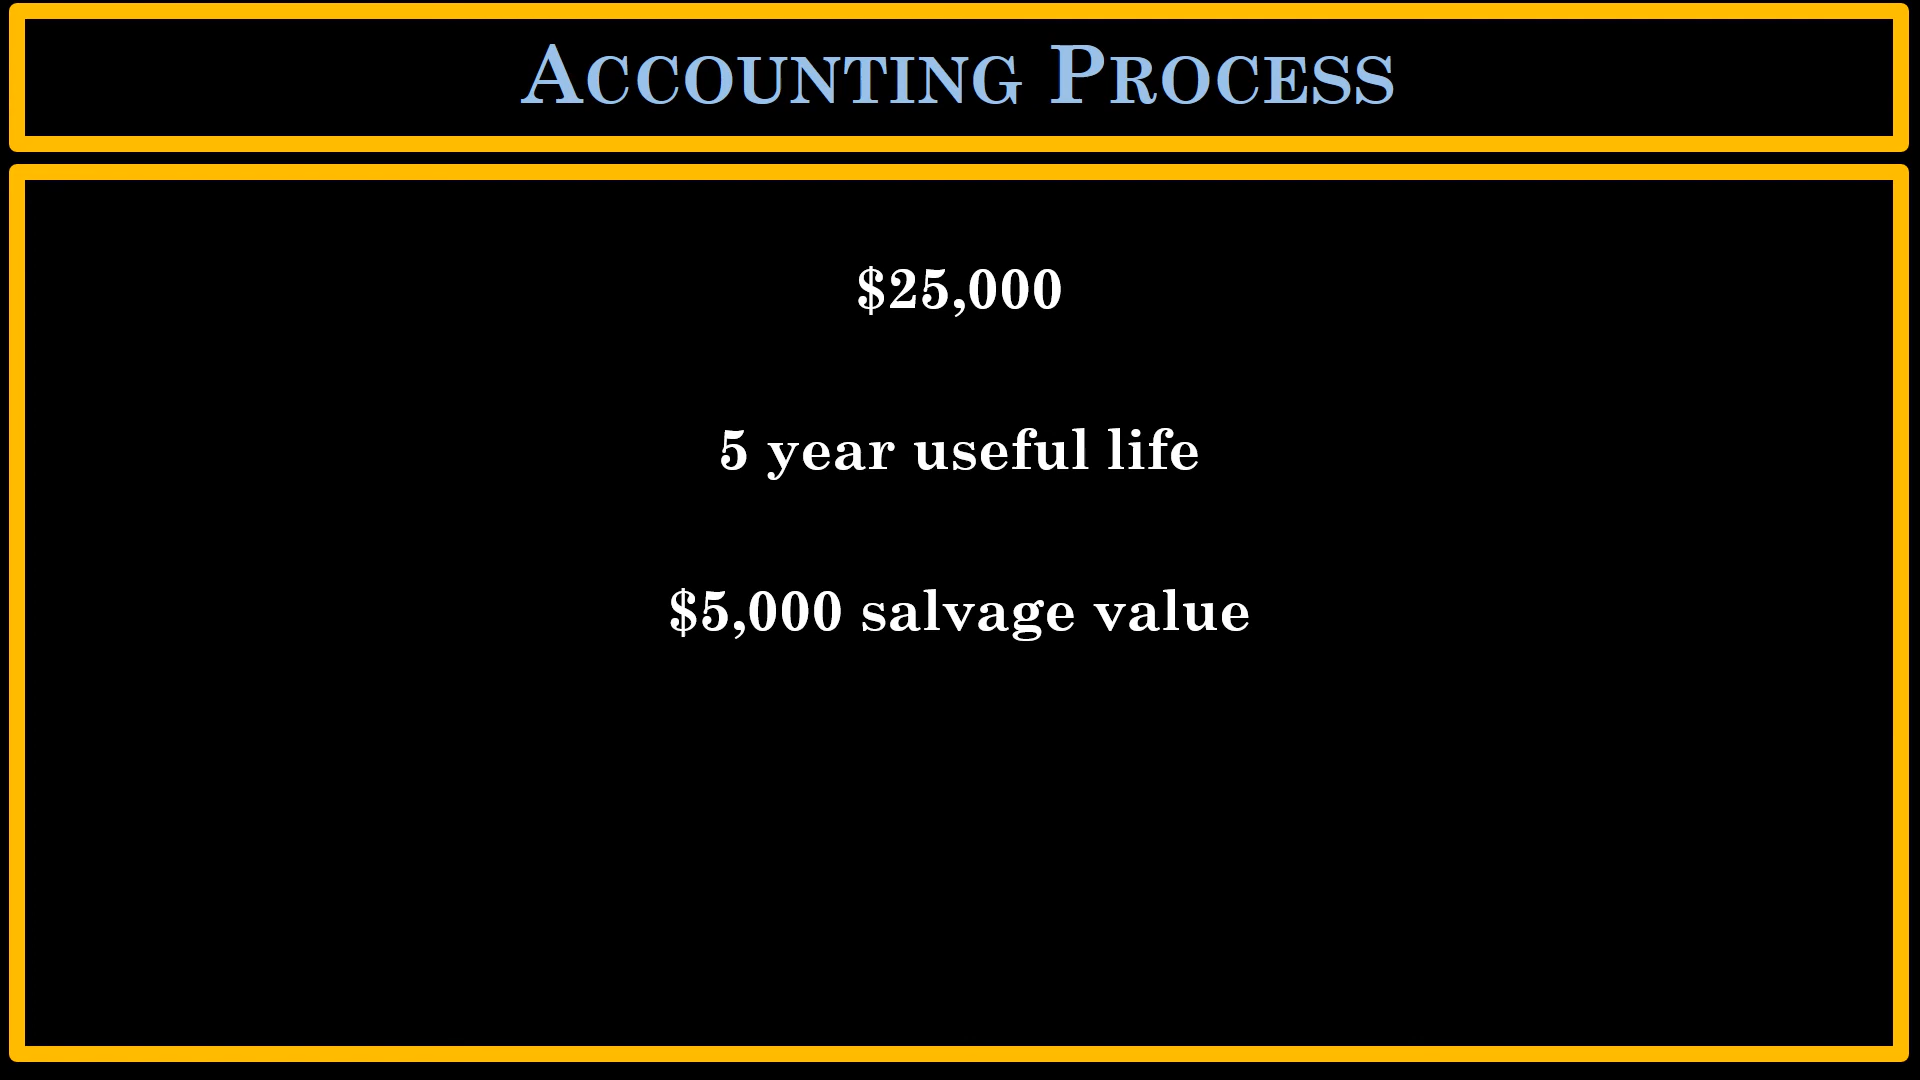 Accounting Process
$25,000
5 year useful life
$5,000 salvage value